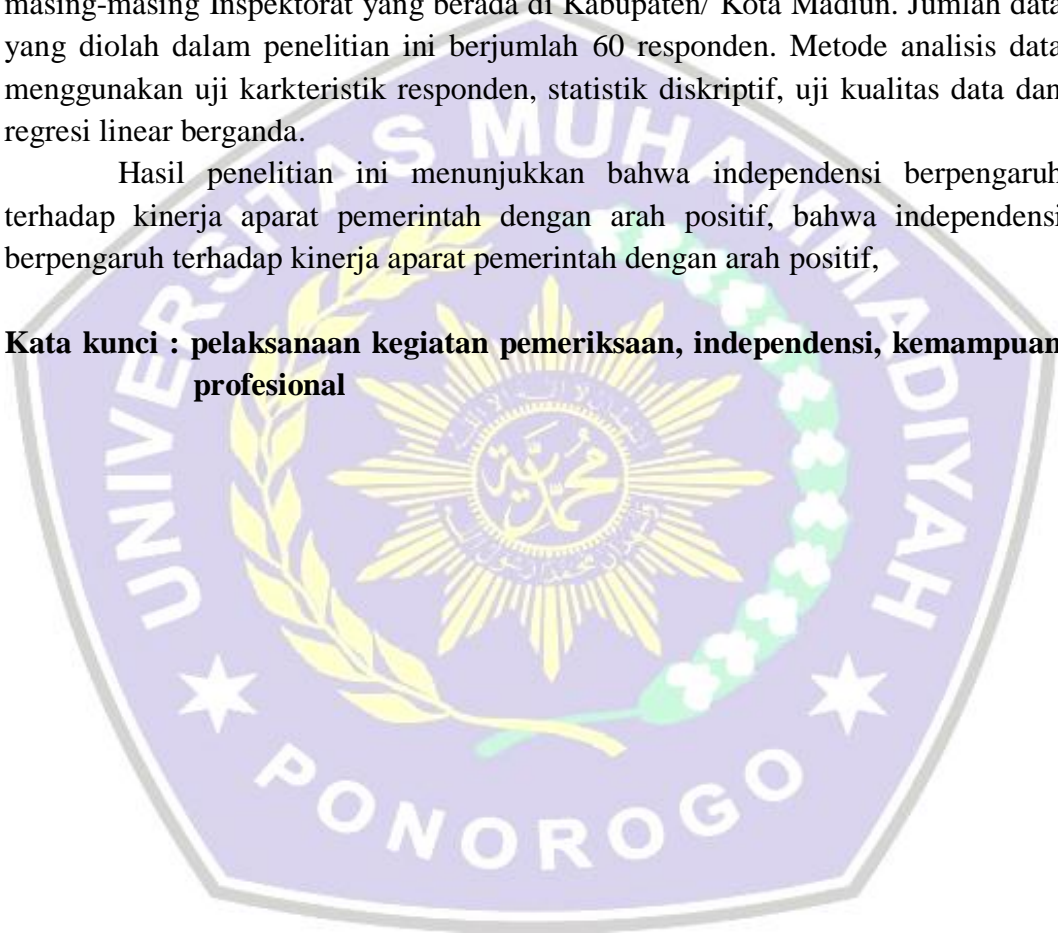 masing-masing Inspektorat yang berada di Kabupaten/ Kota Madiun. Jumlah data
yang diolah dalam penelitian ini berjumlah 60 responden. Metode analisis data
menggunakan uji karkteristik responden, statistik diskriptif, uji kualitas data dan
regresi linear berganda.
Hasil penelitian ini menunjukkan bahwa independensi berpengaruh
terhadap kinerja aparat pemerintah dengan arah positif, bahwa independensi
berpengaruh terhadap kinerja aparat pemerintah dengan arah positif,
Kata kunci : pelaksanaan kegiatan pemeriksaan, independensi, kemampuan
profesional
UNIVERSITAS MUHAMMADIYAH
PONOROGO